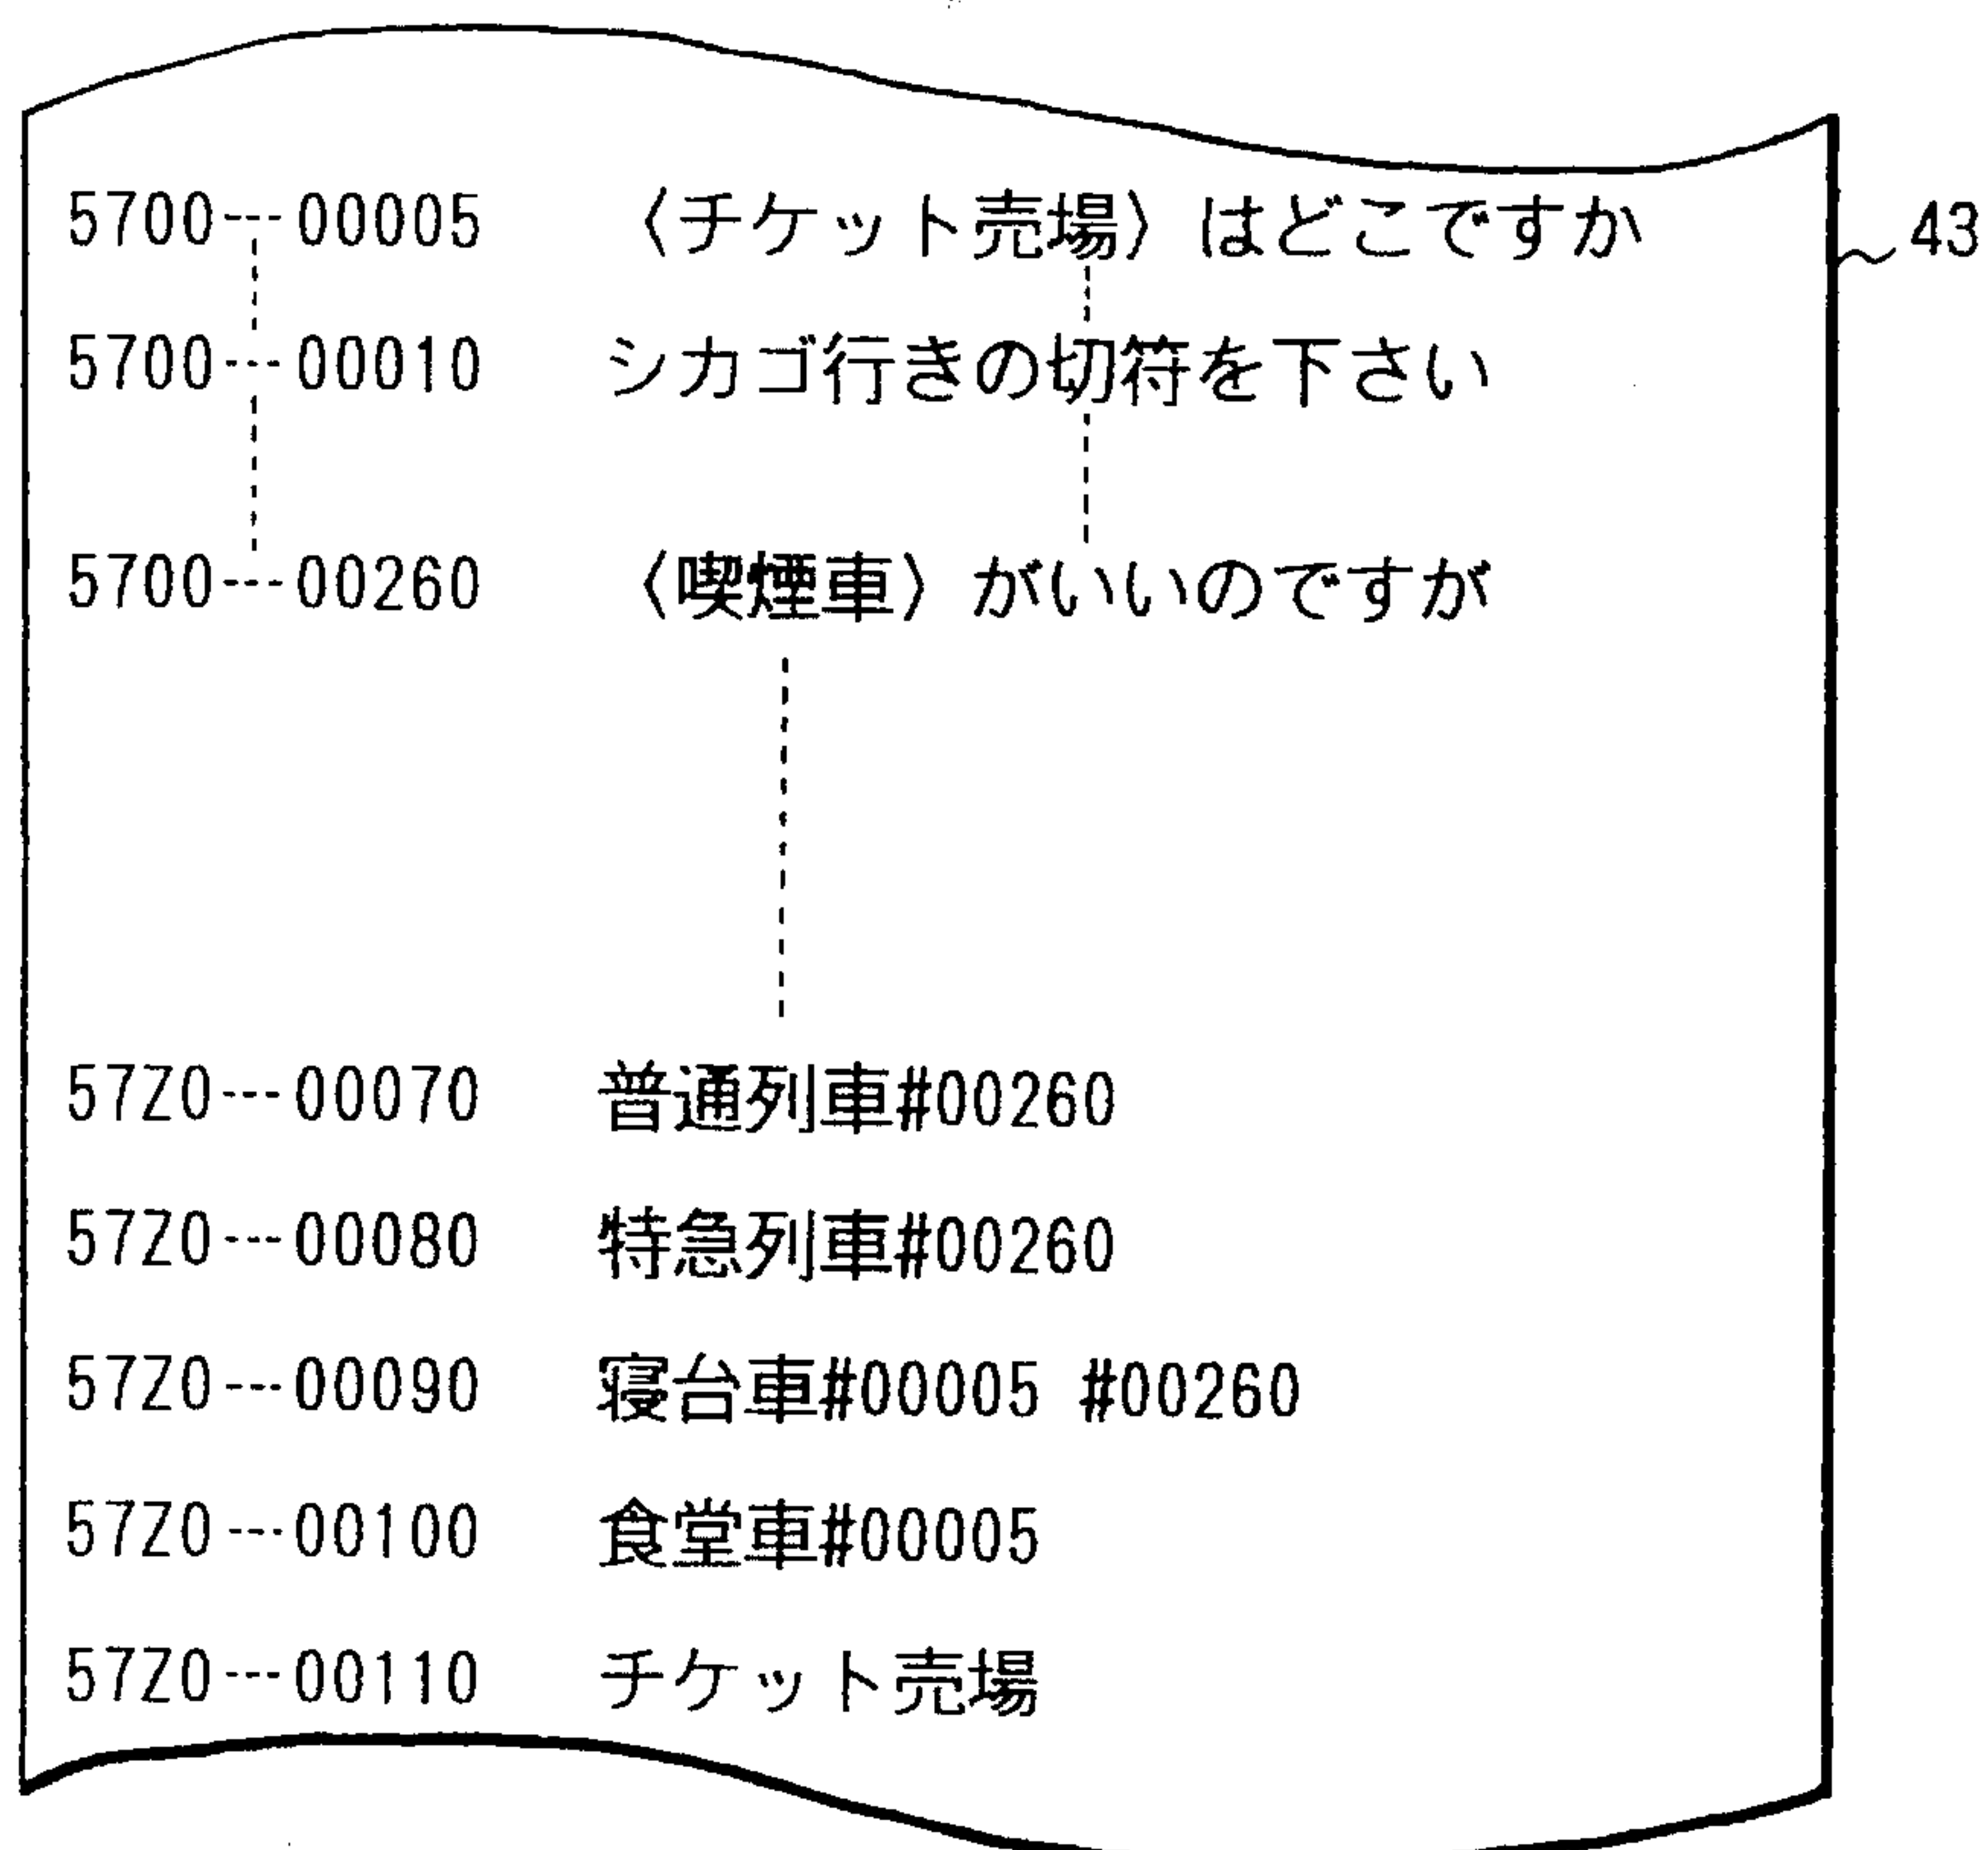 5700---00005 〈チケット売場〉はどこですか
43
5700---00010 シカゴ行きの切符を下さい
5700---00260 〈喫煙車〉がいいのですが
57Z0---00070 普通列車#00260
57Z0---00080 特急列車#00260
57Z0---00090 寝台車#00005 #00260
57Z0---00100 食堂車#00005
57Z0---00110 チケット売場